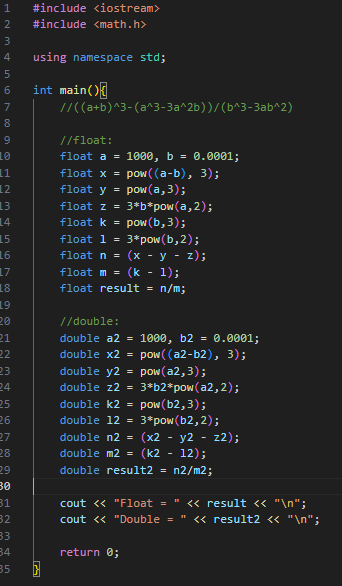 1 #include <iostream>
2 #include <math.h>
3
4 using namespace std;
5
6 int main(){
7 //((a+b)^3-(a^3-3a^2b))/(b^3-3ab^2)
8
9 //float:
10 float a = 1000, b = 0.0001;
11 float x = pow((a-b), 3);
12 float y = pow(a,3);
13 float z = 3*b*pow(a,2);
14 float k = pow(b,3);
15 float l = 3*pow(b,2);
16 float n = (x - y - z);
17 float m = (k - l);
18 float result = n/m;
19
20 //double:
21 double a2 = 1000, b2 = 0.0001;
22 double x2 = pow((a2-b2), 3);
23 double y2 = pow(a2,3);
24 double z2 = 3*b2*pow(a2,2);
25 double k2 = pow(b2,3);
26 double l2 = 3*pow(b2,2);
27 double n2 = (x2 - y2 - z2);
28 double m2 = (k2 - l2);
29 double result2 = n2/m2;
30
31 cout << "Float = " << result << "\n";
32 cout << "Double = " << result2 << "\n";
33
34 return 0;
35 }